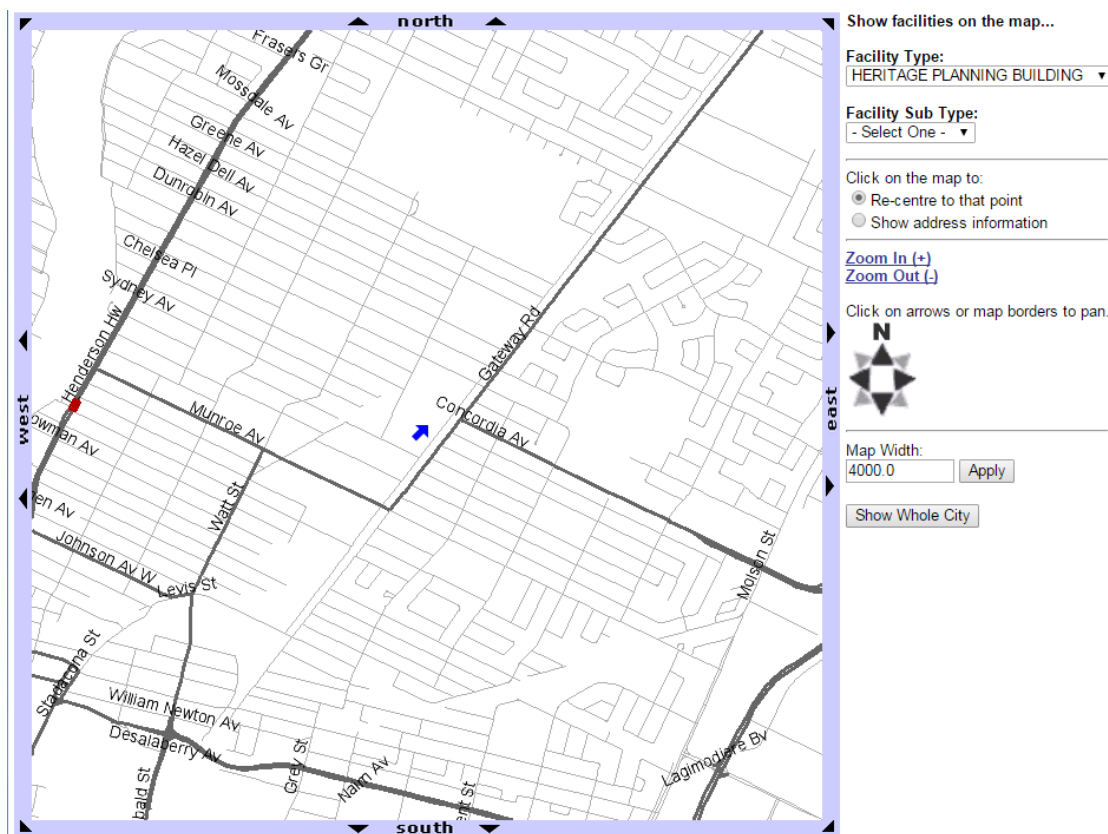 north
Show facilities on the map...
Facility Type:
HERITAGE PLANNING BUILDING
Facility Sub Type:
- Select One -
Click on the map to:
Re-centre to that point
Show address information
Zoom In (+)
Zoom Out (-)
Click on arrows or map borders to pan.
N
Map Width:
4000.0 Apply
Show Whole City
Frasers Gr
Mossdale Av
Greene Av
Hazel Dell Av
Dunrobin Av
Chelsea Pl
Sydney Av
Henderson Hw
Gateway Rd
west
east
Munroe Av
Concordia Av
owman Av
Watt St
en Av
Johnson Av W
Levis St
Molson St
Stadacona St
William Newton Av
Desalaberry Av
Grey St
Nairn Av
Lagimodiere Bv
bald St
ent St
south